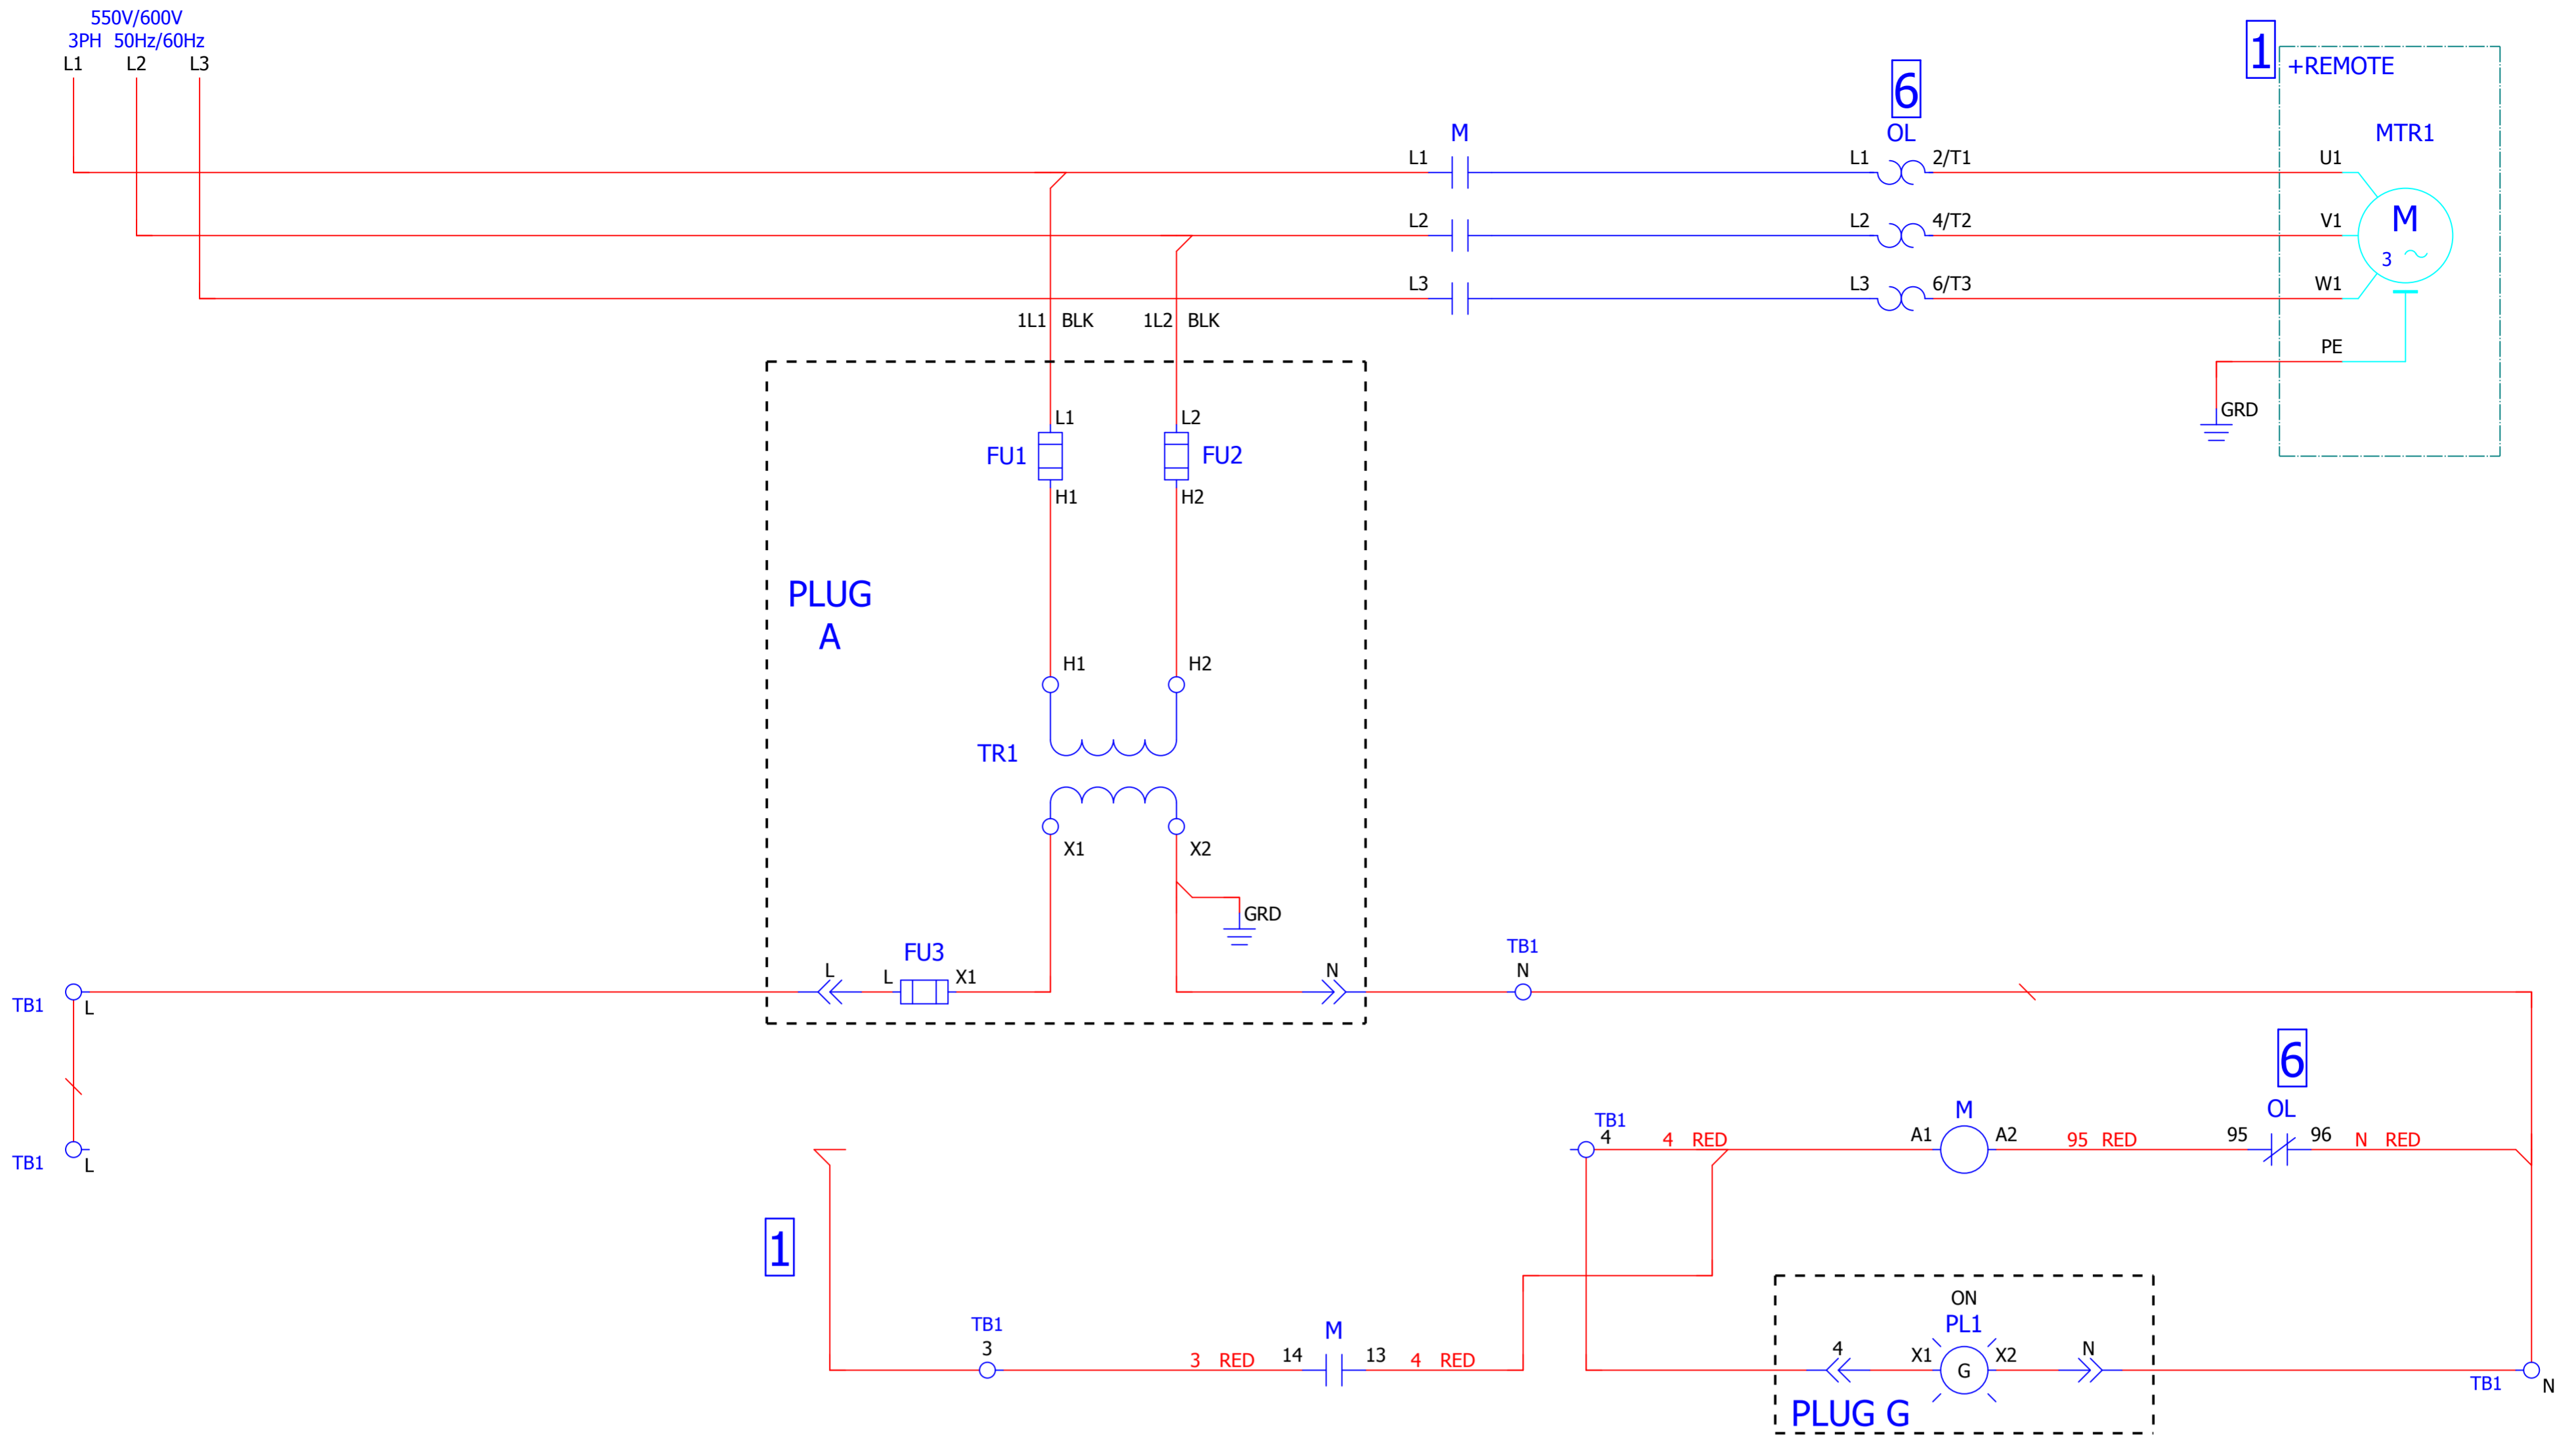 550V/600V
3PH 50Hz/60Hz
L1 L2 L3
1
+REMOTE
6
M OL MTR1
L1 L1 2/T1 U1
M
3
L2 L2 4/T2 V1
L3 L3 6/T3 W1
1L1 BLK 1L2 BLK
PE
GRD
L1 L2
FU1 FU2
H1 H2
PLUG
A
H1 H2
TR1
X1 X2
GRD
FU3
L L X1 N
TB1
N
TB1 L
6
TB1 M OL
4 4 RED A1 A2 95 RED 95 96 N RED
TB1 L
1
ON
TB1 M PL1
3 3 RED 14 13 4 RED 4 X1 G X2 N
TB1 N
PLUG G